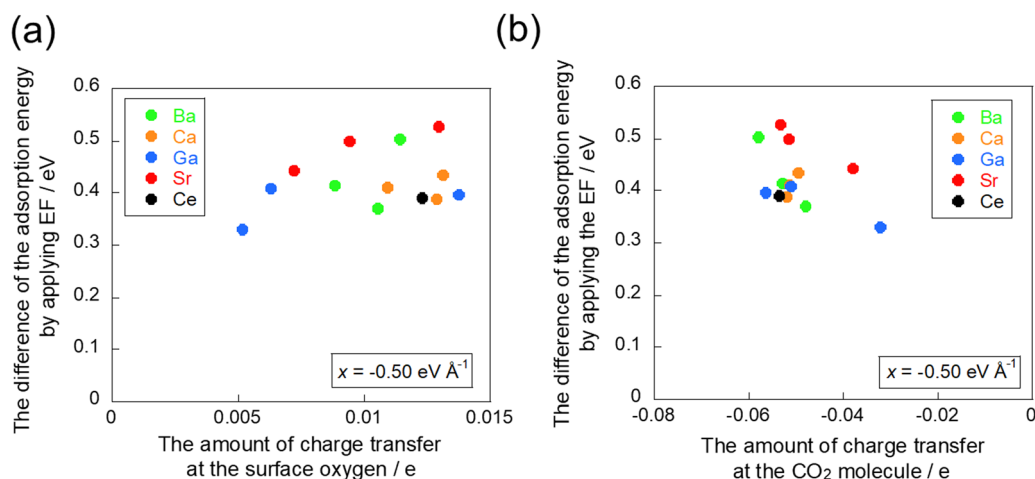 (a)
The difference of the adsorption energy
by applying EF / eV
0.6
0.5
0.4
0.3
0.2
0.1
0
Ba
Ca
Ga
Sr
Ce
x = -0.50 eV Å⁻¹
0
0.005
0.01
0.015
The amount of charge transfer
at the surface oxygen / e
(b)
The difference of the adsorption energy
by applying the EF / eV
0.6
0.5
0.4
0.3
0.2
0.1
0
Ba
Ca
Ga
Sr
Ce
x = -0.50 eV Å⁻¹
-0.08
-0.06
-0.04
-0.02
0
The amount of charge transfer
at the CO₂ molecule / e